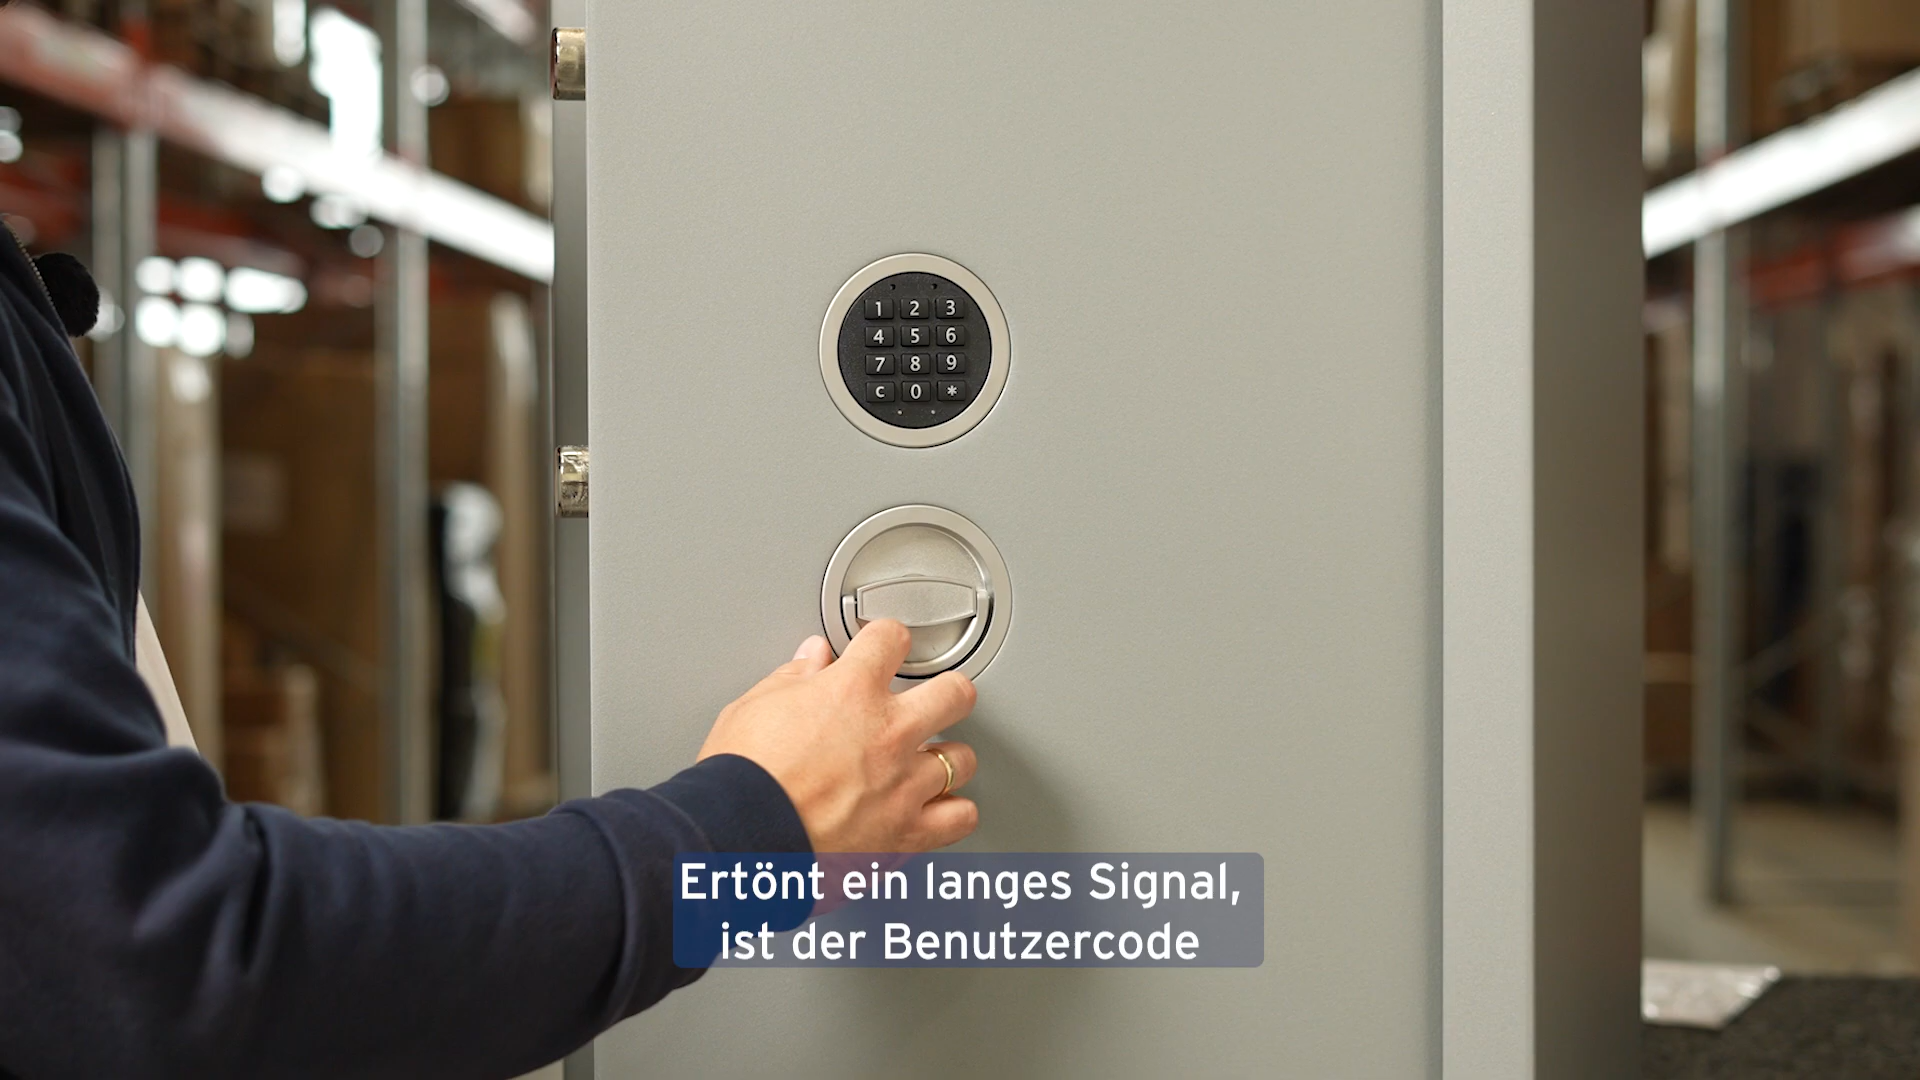 1 2 3
4 5 6
7 8 9
C 0 *
Ertönt ein langes Signal,
ist der Benutzercode